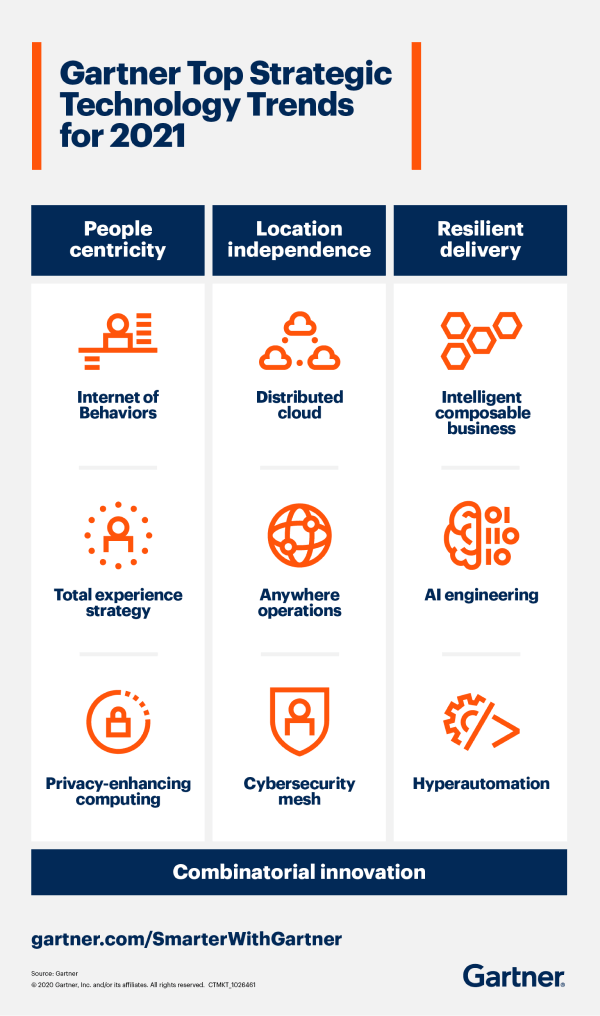 Gartner Top Strategic
Technology Trends
for 2021
People
centricity
Location
independence
Resilient
delivery
Internet of
Behaviors
Distributed
cloud
Intelligent
composable
business
Total experience
strategy
Anywhere
operations
AI engineering
Privacy-enhancing
computing
Cybersecurity
mesh
Hyperautomation
Combinatorial innovation
gartner.com/SmarterWithGartner
Source: Gartner
© 2020 Gartner, Inc. and/or its affiliates. All rights reserved. CTMKT_1026461
Gartner®